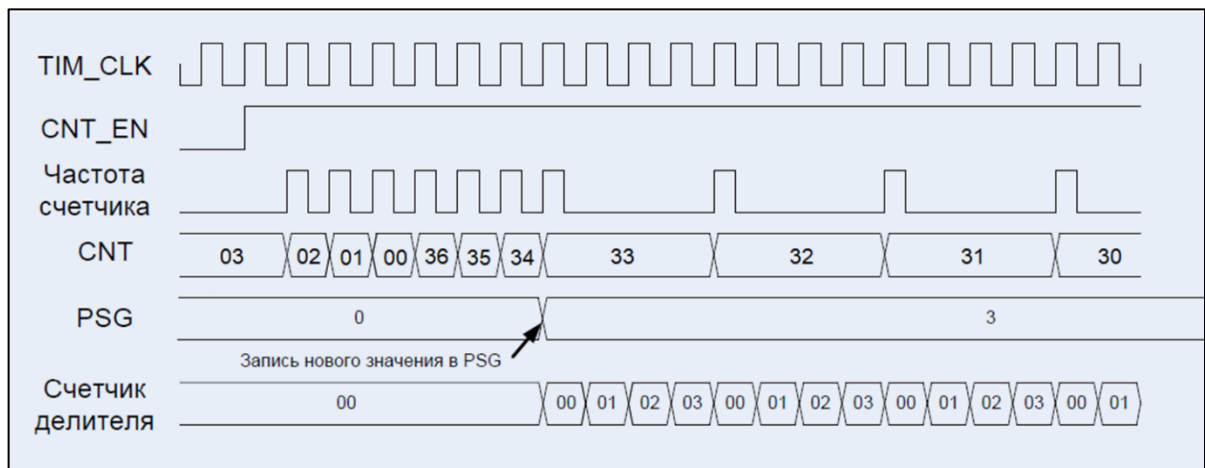 TIM_CLK
CNT_EN
Частота
счетчика
CNT
03 02 01 00 36 35 34 33 32 31 30
PSG
0 3
Запись нового значения в PSG
Счетчик
делителя
00 00 01 02 03 00 01 02 03 00 01 02 03 00 01